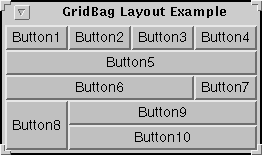 GridBag Layout Example
Button1 Button2 Button3 Button4
Button5
Button6 Button7
Button8 Button9
Button10